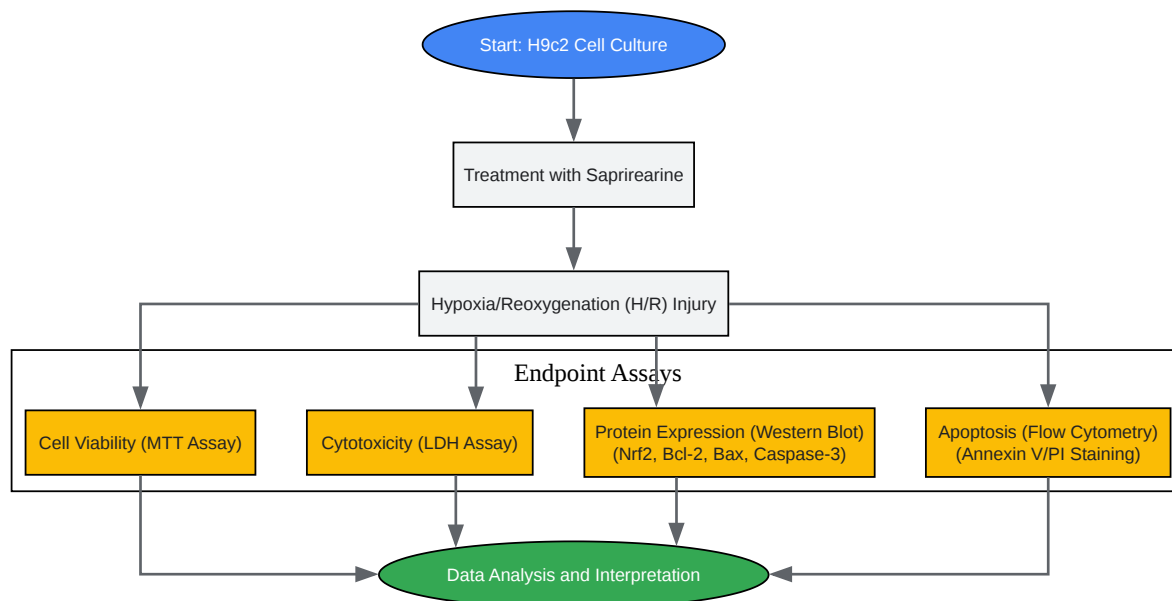 Start: H9c2 Cell Culture
Treatment with Saprirearine
Hypoxia/Reoxygenation (H/R) Injury
Endpoint Assays
Cell Viability (MTT Assay)
Cytotoxicity (LDH Assay)
Protein Expression (Western Blot)
(Nrf2, Bcl-2, Bax, Caspase-3)
Apoptosis (Flow Cytometry)
(Annexin V/PI Staining)
Data Analysis and Interpretation